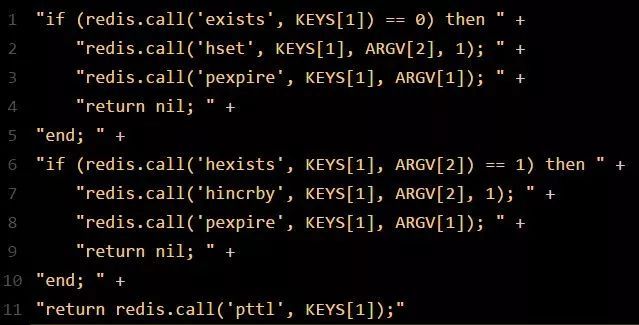 1 "if (redis.call('exists', KEYS[1]) == 0) then " +
2     "redis.call('hset', KEYS[1], ARGV[2], 1); " +
3     "redis.call('pexpire', KEYS[1], ARGV[1]); " +
4     "return nil; " +
5 "end; " +
6 "if (redis.call('hexists', KEYS[1], ARGV[2]) == 1) then " +
7     "redis.call('hincrby', KEYS[1], ARGV[2], 1); " +
8     "redis.call('pexpire', KEYS[1], ARGV[1]); " +
9     "return nil; " +
10 "end; " +
11 "return redis.call('pttl', KEYS[1]);"